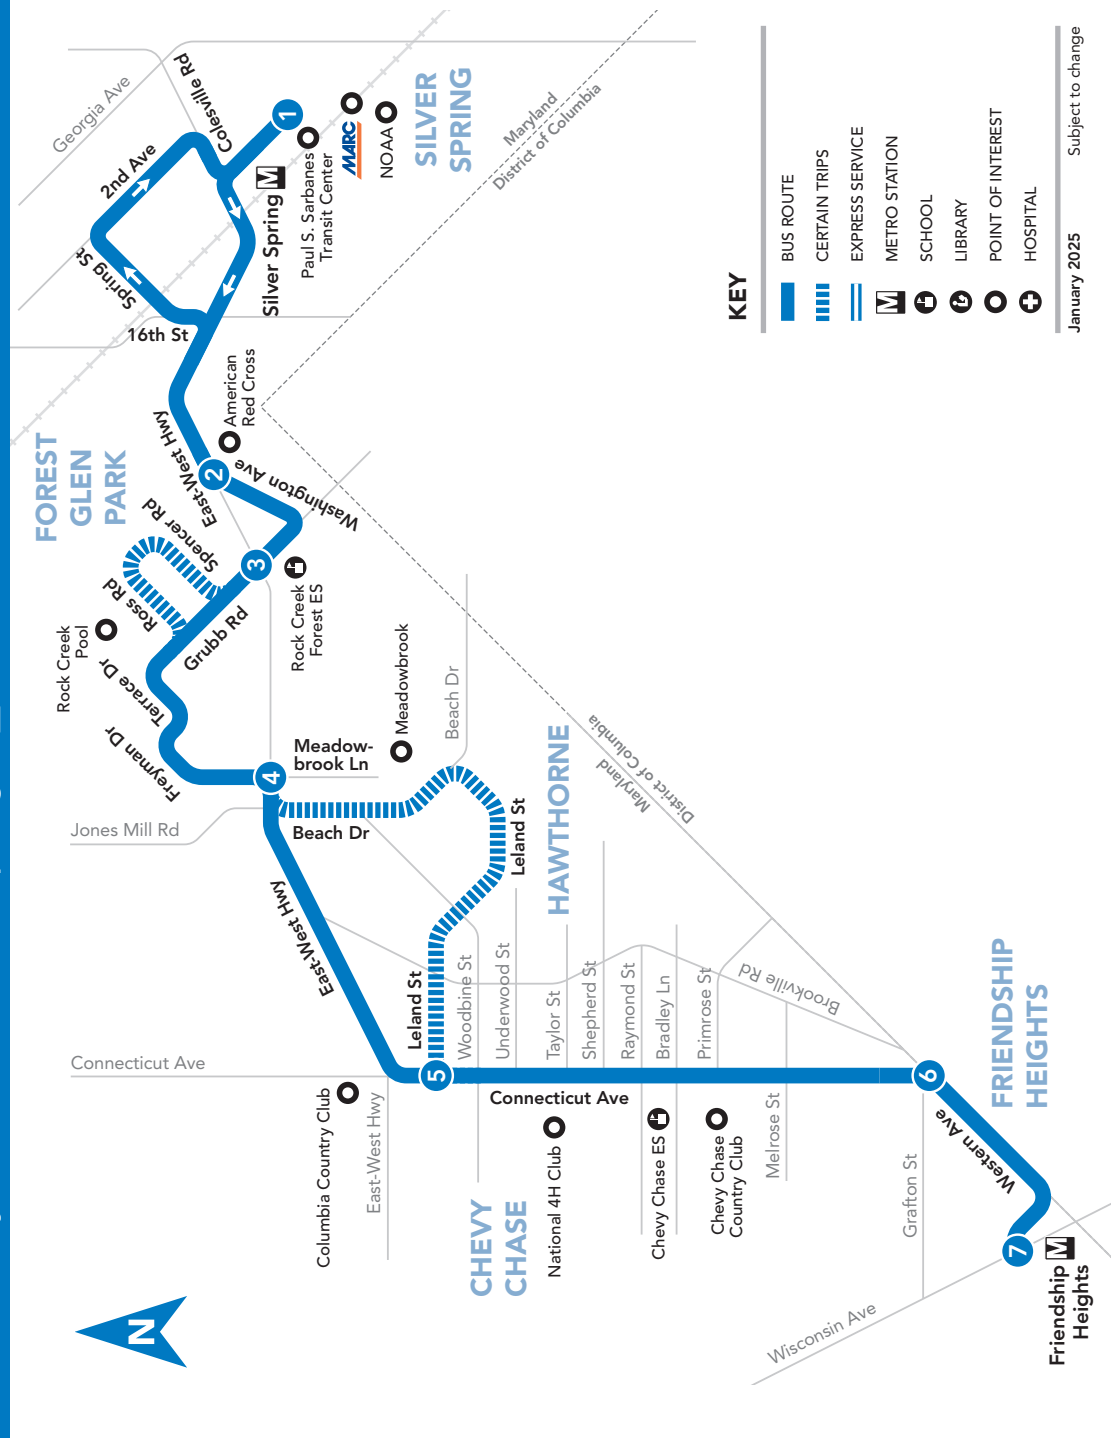 Georgia Ave
Colesville Rd
2nd Ave
Spring St
16th St
1
Silver Spring
M
Paul S. Sarbanes
Transit Center
MARC
NOAA
SILVER
SPRING
Maryland
District of Columbia
FOREST
GLEN
PARK
East-West Hwy
2
American
Red Cross
Washington Ave
3
Rock Creek
Forest ES
Spencer Rd
Ross Rd
Grubb Rd
Rock Creek
Pool
Terrace Dr
Freyman Dr
4
Meadow-
brook Ln
Meadowbrook
Beach Dr
Jones Mill Rd
Beach Dr
Leland St
HAWTHORNE
District of Columbia
Maryland
East-West Hwy
Leland St
Woodbine St
Underwood St
Taylor St
Shepherd St
Raymond St
Bradley Ln
Primrose St
Brookville Rd
Connecticut Ave
5
Connecticut Ave
6
Columbia Country Club
East-West Hwy
CHEVY
CHASE
National 4H Club
Chevy Chase ES
Chevy Chase
Country Club
Melrose St
Grafton St
Western Ave
FRIENDSHIP
HEIGHTS
7
M
Friendship
Heights
Wisconsin Ave
N
KEY
BUS ROUTE
CERTAIN TRIPS
EXPRESS SERVICE
M
METRO STATION
SCHOOL
LIBRARY
POINT OF INTEREST
HOSPITAL
January 2025
Subject to change